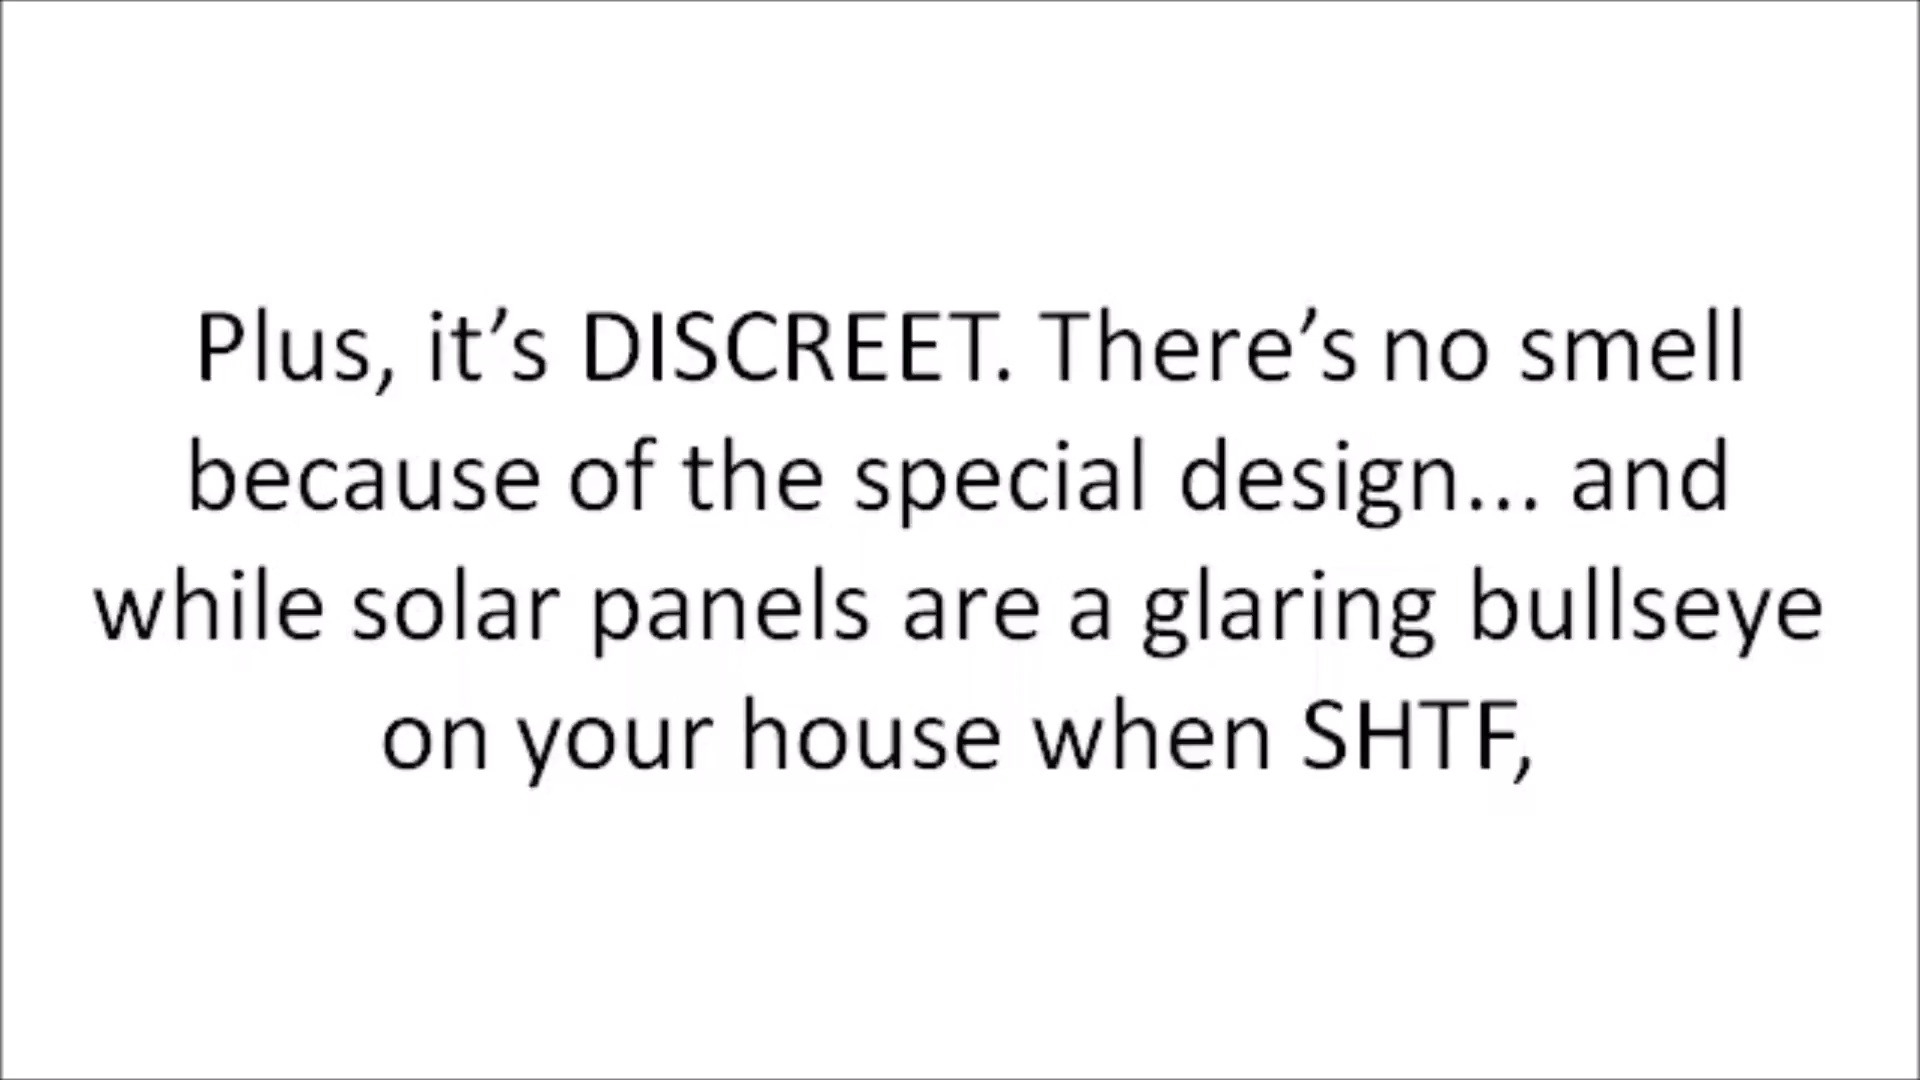 Plus, it’s DISCREET. There’s no smell
because of the special design... and
while solar panels are a glaring bullseye
on your house when SHTF,